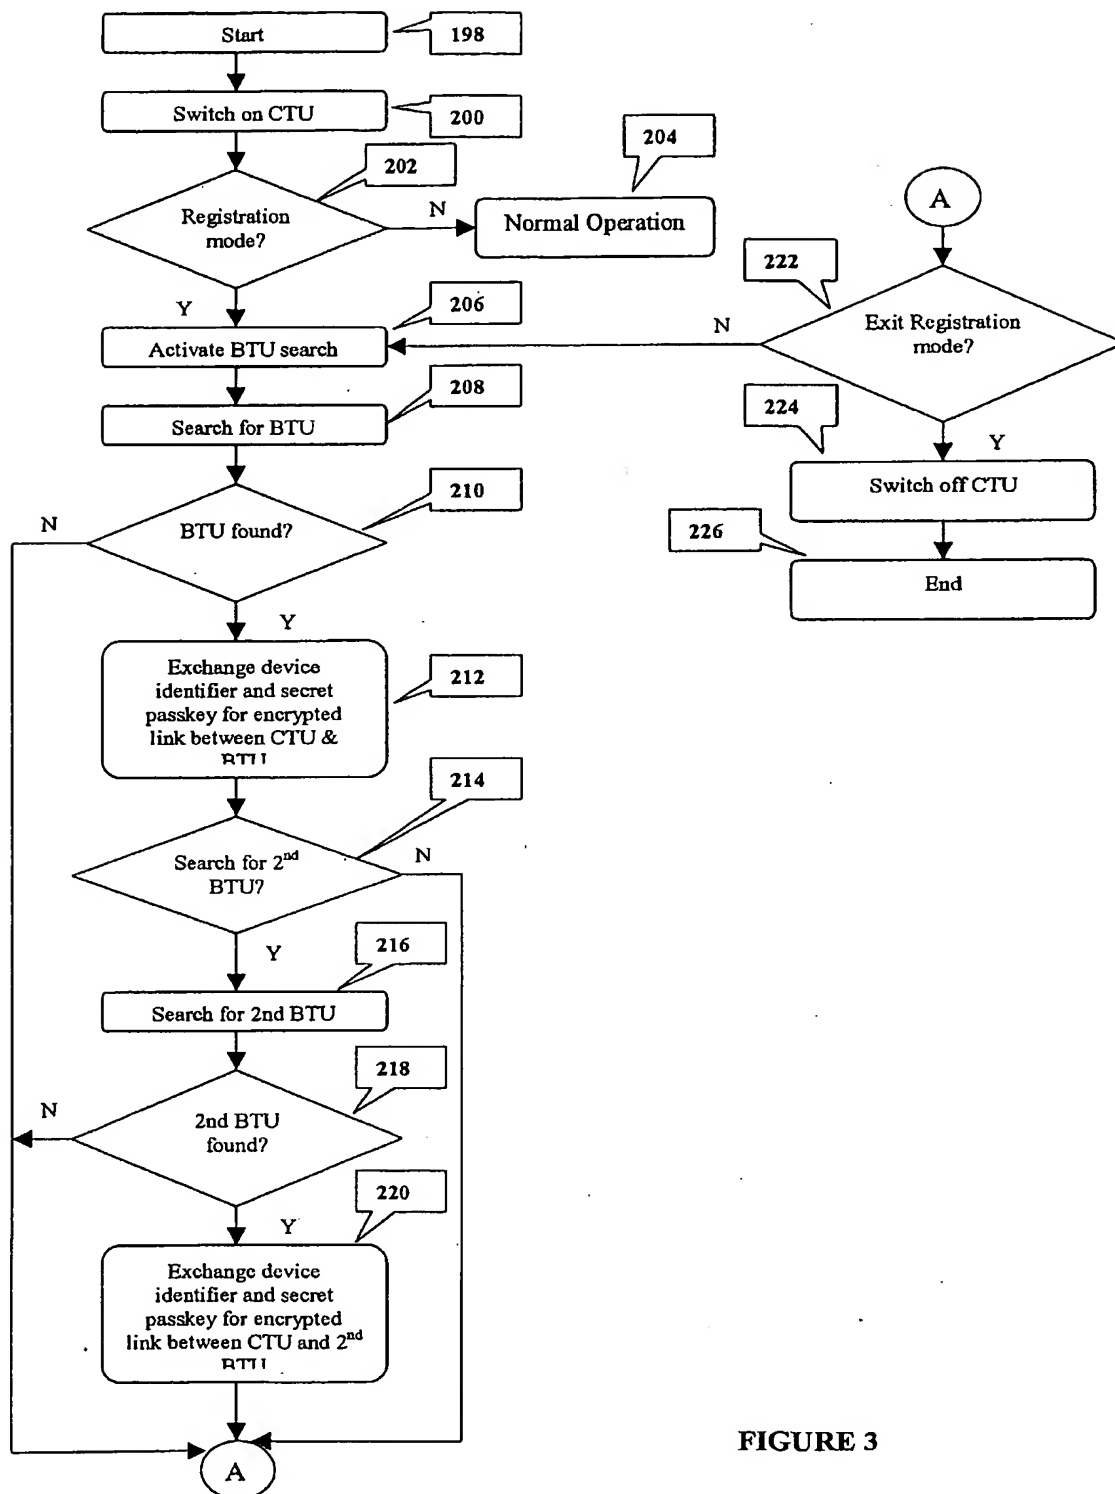 Start
198
Switch on CTU
200
202
204
Registration
mode?
N
Normal Operation
Y
206
Activate BTU search
208
Search for BTU
210
N
BTU found?
Y
Exchange device
identifier and secret
passkey for encrypted
link between CTU &
BTU
212
214
Search for 2nd
BTU?
N
Y
216
Search for 2nd BTU
218
N
2nd BTU
found?
220
Y
Exchange device
identifier and secret
passkey for encrypted
link between CTU and 2nd
BTU
A
A
222
N
Exit Registration
mode?
224
Y
Switch off CTU
226
End
FIGURE 3